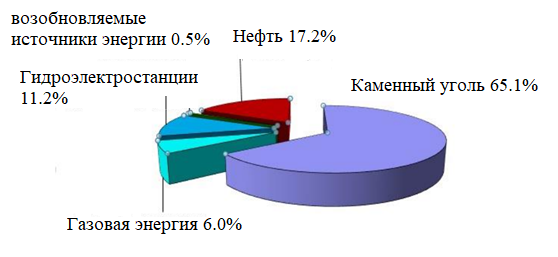 возобновляемые
источники энергии 0.5%
Нефть 17.2%
Гидроэлектростанции
11.2%
Каменный уголь 65.1%
Газовая энергия 6.0%